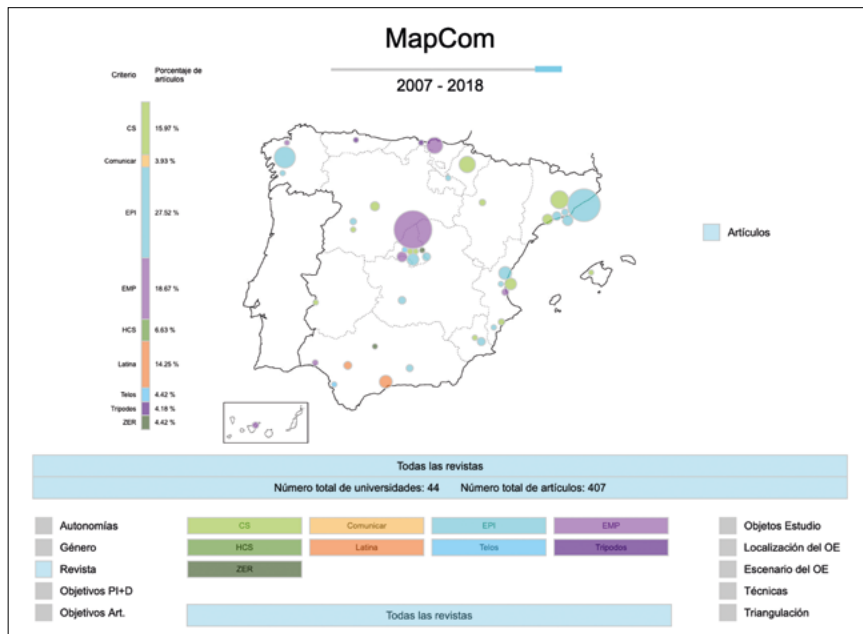 MapCom
2007 - 2018
Criterio
Porcentaje de artículos
CS 15.97 %
Comunicar 3.93 %
EPI 27.52 %
EMP 18.67 %
HCS 6.63 %
Latina 14.25 %
Telos 4.42 %
Trípodos 4.18 %
ZER 4.42 %
Artículos
Todas las revistas
Número total de universidades: 44 Número total de artículos: 407
Autonomías
Género
Revista
Objetivos PI+D
Objetivos Art.
CS Comunicar EPI EMP
HCS Latina Telos Trípodos
ZER
Todas las revistas
Objetos Estudio
Localización del OE
Escenario del OE
Técnicas
Triangulación